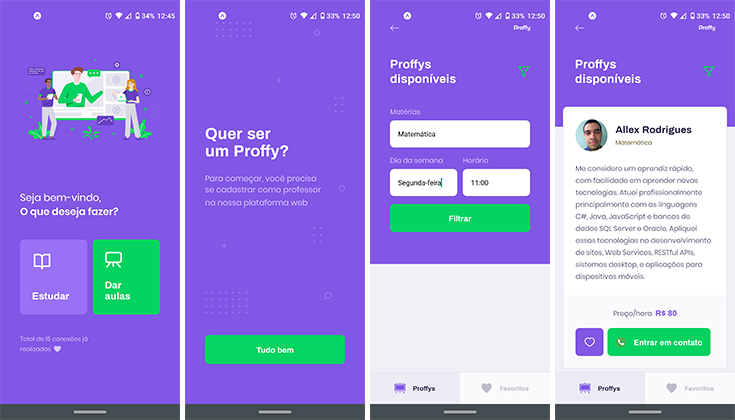 34% 12:45
Seja bem-vindo,
O que deseja fazer?
Estudar
Dar
aulas
Total de 15 conexões já
realizadas
33% 12:50
Quer ser
um Proffy?
Para começar, você precisa
se cadastrar como professor
na nossa plataforma web
Tudo bem
33% 12:50
Proffy
Proffys
disponíveis
Matérias
Matemática
Dia da semana
Horário
Segunda-feira
11:00
Filtrar
Proffys
Favoritos
33% 12:50
Proffy
Proffys
disponíveis
Allex Rodrigues
Matemática
Me considero um aprendiz rápido,
com facilidade em aprender novas
tecnologias. Atuei profissionalmente
principalmente com as linguagens
C#, Java, JavaScript e bancos de
dados SQL Server e Oracle. Apliquei
essas tecnologias no desenvolvimento
de sites, Web Services, RESTful APIs,
sistemas desktop, e aplicações para
dispositivos móveis.
Preço/hora R$ 80
Entrar em contato
Proffys
Favoritos